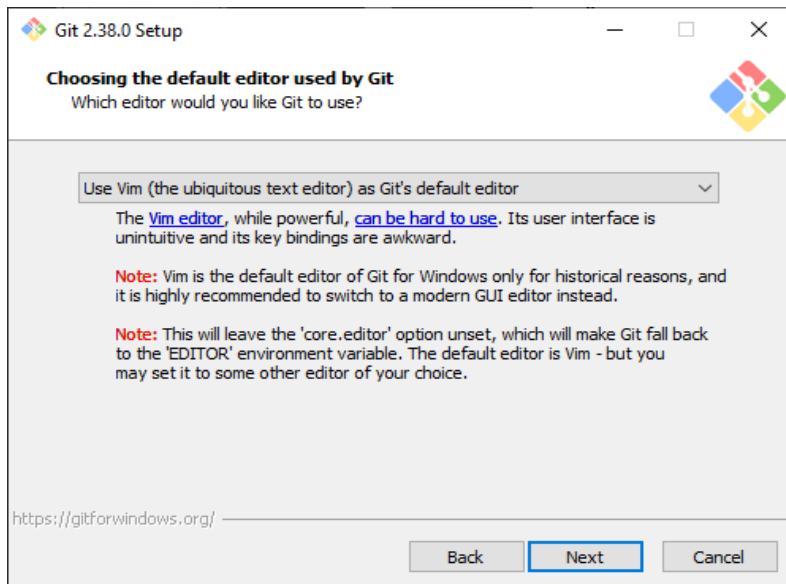 Git 2.38.0 Setup
Choosing the default editor used by Git
Which editor would you like Git to use?
Use Vim (the ubiquitous text editor) as Git's default editor
The Vim editor, while powerful, can be hard to use. Its user interface is
unintuitive and its key bindings are awkward.
Note: Vim is the default editor of Git for Windows only for historical reasons, and
it is highly recommended to switch to a modern GUI editor instead.
Note: This will leave the 'core.editor' option unset, which will make Git fall back
to the 'EDITOR' environment variable. The default editor is Vim - but you
may set it to some other editor of your choice.
https://gitforwindows.org/
Back Next Cancel